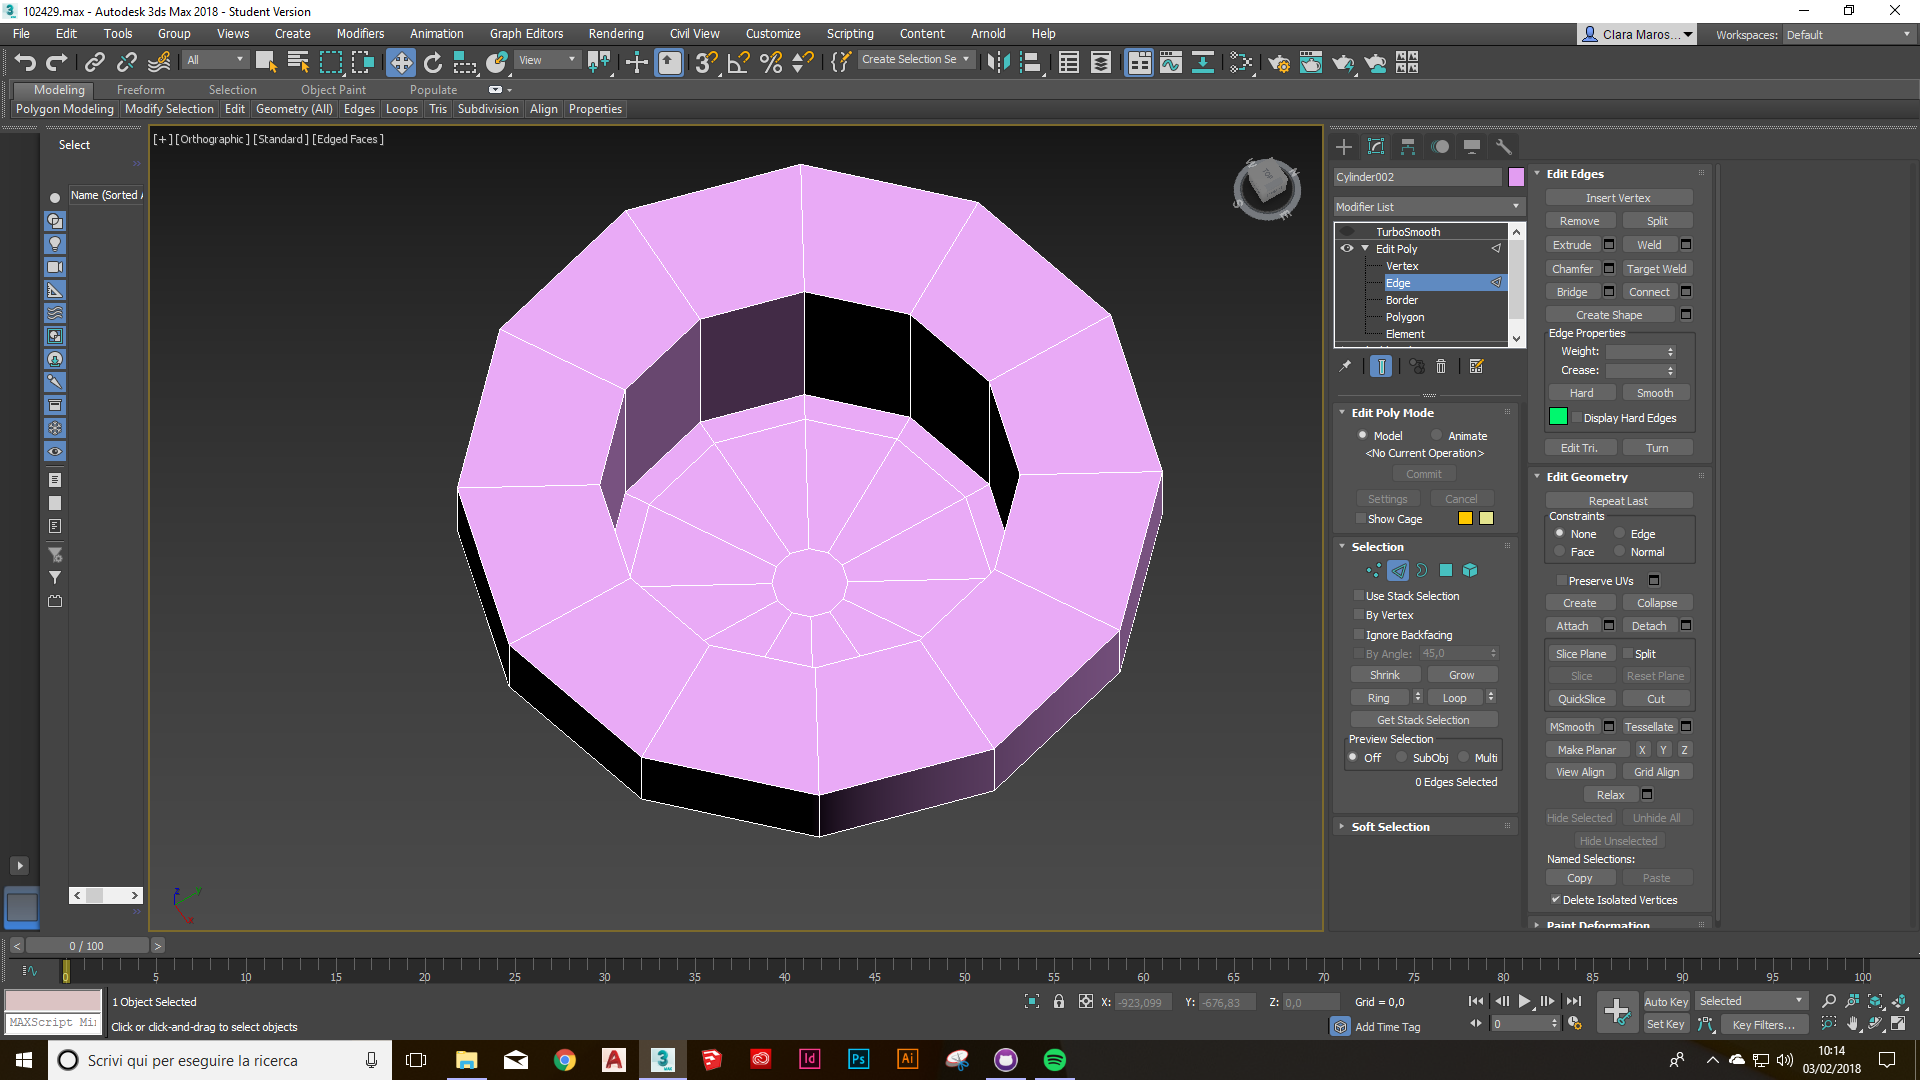 102429.max - Autodesk 3ds Max 2018 - Student Version
File Edit Tools Group Views Create Modifiers Animation Graph Editors Rendering Civil View Customize Scripting Content Arnold Help
Clara Maros... Workspaces: Default
All View Create Selection Se
Modeling Freeform Selection Object Paint Populate
Polygon Modeling Modify Selection Edit Geometry (All) Edges Loops Tris Subdivision Align Properties
Select
Name (Sorted A
[+] [Orthographic] [Standard] [Edged Faces]
TOP
W N S E
z y x
Cylinder002
Modifier List
TurboSmooth
Edit Poly
Vertex
Edge
Border
Polygon
Element
Edit Poly Mode
Model Animate
<No Current Operation>
Commit
Settings Cancel
Show Cage
Selection
Use Stack Selection
By Vertex
Ignore Backfacing
By Angle: 45,0
Shrink Grow
Ring Loop
Get Stack Selection
Preview Selection
Off SubObj Multi
0 Edges Selected
Soft Selection
Edit Edges
Insert Vertex
Remove Split
Extrude Weld
Chamfer Target Weld
Bridge Connect
Create Shape
Edge Properties
Weight:
Crease:
Hard Smooth
Display Hard Edges
Edit Tri. Turn
Edit Geometry
Repeat Last
Constraints
None Edge
Face Normal
Preserve UVs
Create Collapse
Attach Detach
Slice Plane Split
Slice Reset Plane
QuickSlice Cut
MSmooth Tessellate
Make Planar X Y Z
View Align Grid Align
Relax
Hide Selected Unhide All
Hide Unselected
Named Selections:
Copy Paste
Delete Isolated Vertices
Paint Deformation
< 0 / 100 >
0 5 10 15 20 25 30 35 40 45 50 55 60 65 70 75 80 85 90 95 100
1 Object Selected X: -923,099 Y: -676,83 Z: 0,0 Grid = 0,0 Auto Key Selected
MAXScript Mi Click or click-and-drag to select objects Add Time Tag 0 Set Key Key Filters...
Scrivi qui per eseguire la ricerca
A 3 MAX Id Ps Ai
10:14
03/02/2018